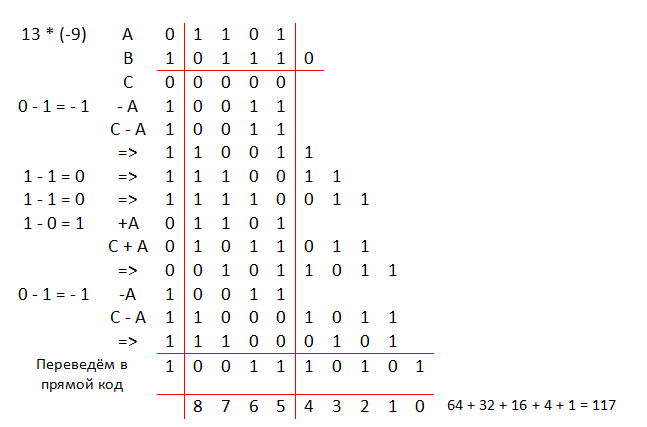 13 * (-9) A 0 1 1 0 1
B 1 0 1 1 1 0
C 0 0 0 0 0
0 - 1 = - 1 - A 1 0 0 1 1
C - A 1 0 0 1 1
=> 1 1 0 0 1 1
1 - 1 = 0 => 1 1 1 0 0 1 1
1 - 1 = 0 => 1 1 1 1 0 0 1 1
1 - 0 = 1 +A 0 1 1 0 1
C + A 0 1 0 1 1 0 1 1
=> 0 0 1 0 1 1 0 1 1
0 - 1 = - 1 -A 1 0 0 1 1
C - A 1 1 0 0 0 1 0 1 1
=> 1 1 1 0 0 0 1 0 1
Переведём в
прямой код
1 0 0 1 1 1 0 1 0 1
8 7 6 5 4 3 2 1 0 64 + 32 + 16 + 4 + 1 = 117